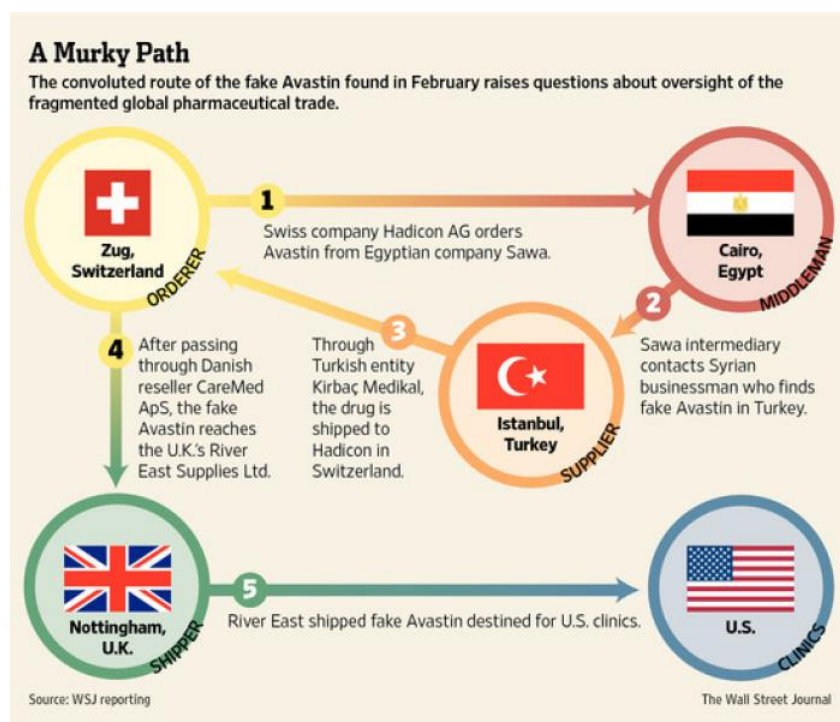 A Murky Path
The convoluted route of the fake Avastin found in February raises questions about oversight of the
fragmented global pharmaceutical trade.
Zug,
Switzerland
ORDERER
1
Swiss company Hadicon AG orders
Avastin from Egyptian company Sawa.
Cairo,
Egypt
MIDDLEMAN
2
Sawa intermediary
contacts Syrian
businessman who finds
fake Avastin in Turkey.
Istanbul,
Turkey
SUPPLIER
3
Through
Turkish entity
Kirbaç Medikal,
the drug is
shipped to
Hadicon in
Switzerland.
4
After passing
through Danish
reseller CareMed
ApS, the fake
Avastin reaches
the U.K.’s River
East Supplies Ltd.
Nottingham,
U.K.
SHIPPER
5
River East shipped fake Avastin destined for U.S. clinics.
U.S.
CLINICS
Source: WSJ reporting
The Wall Street Journal